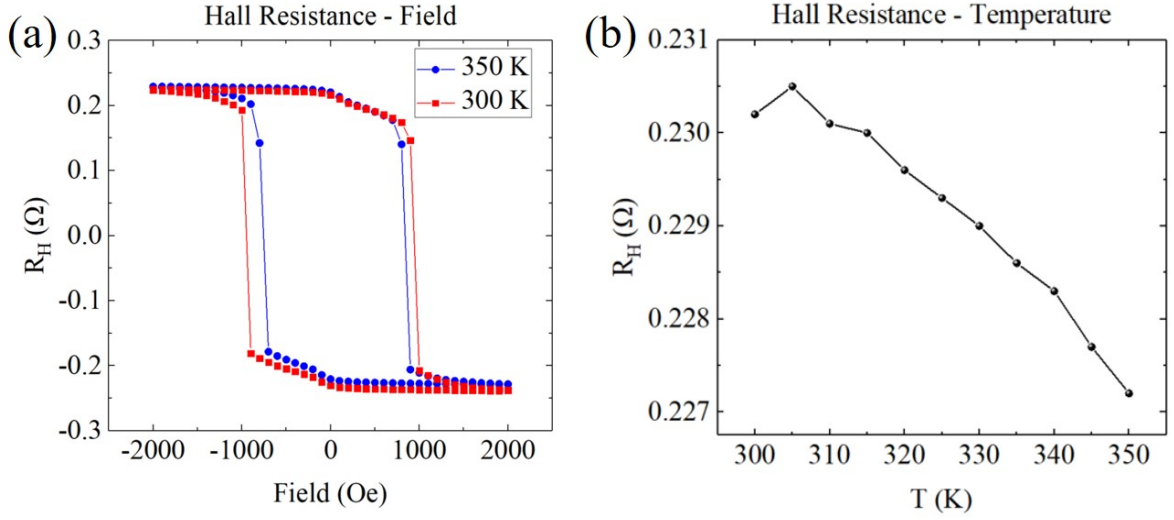 (a)
Hall Resistance - Field
0.3
0.2
0.1
0.0
-0.1
-0.2
-0.3
R_H (Ω)
350 K
300 K
-2000 -1000 0 1000 2000
Field (Oe)
(b)
Hall Resistance - Temperature
0.231
0.230
0.229
0.228
0.227
R_H (Ω)
300 310 320 330 340 350
T (K)